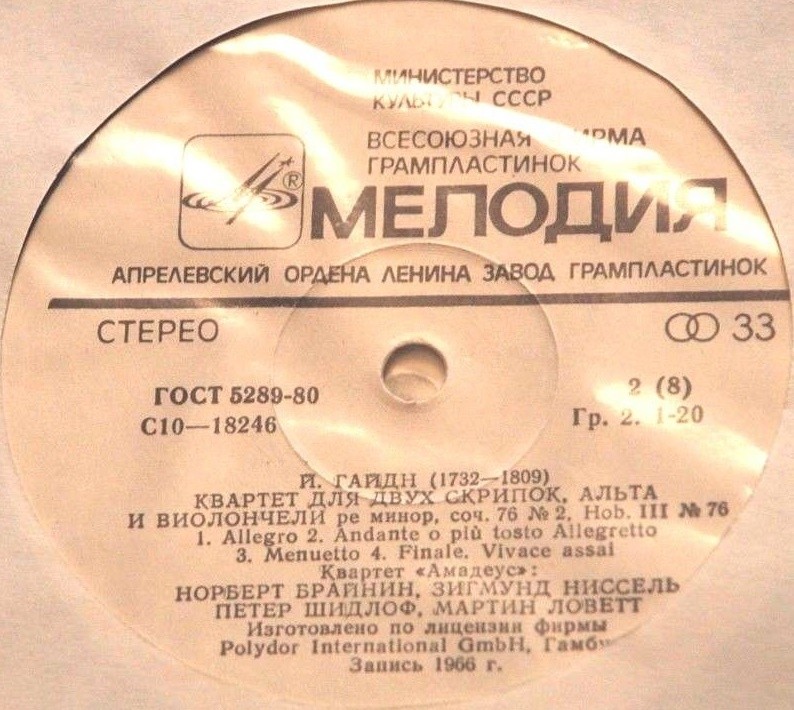 МИНИСТЕРСТВО
КУЛЬТУРЫ СССР
ВСЕСОЮЗНАЯ ФИРМА
ГРАМПЛАСТИНОК
®
МЕЛОДИЯ
АПРЕЛЕВСКИЙ ОРДЕНА ЛЕНИНА ЗАВОД ГРАМПЛАСТИНОК
СТЕРЕО 33
ГОСТ 5289-80 2 (8)
С10—18246 Гр. 2. 1-20
Й. ГАЙДН (1732—1809)
КВАРТЕТ ДЛЯ ДВУХ СКРИПОК, АЛЬТА
И ВИОЛОНЧЕЛИ ре минор, соч. 76 № 2, Hob. III № 76
1. Allegro 2. Andante o più tosto Allegretto
3. Menuetto 4. Finale. Vivace assai
Квартет «Амадеус»:
НОРБЕРТ БРАЙНИН, ЗИГМУНД НИССЕЛЬ
ПЕТЕР ШИДЛОФ, МАРТИН ЛОВЕТТ
Изготовлено по лицензии фирмы
Polydor International GmbH, Гамбу
Запись 1966 г.